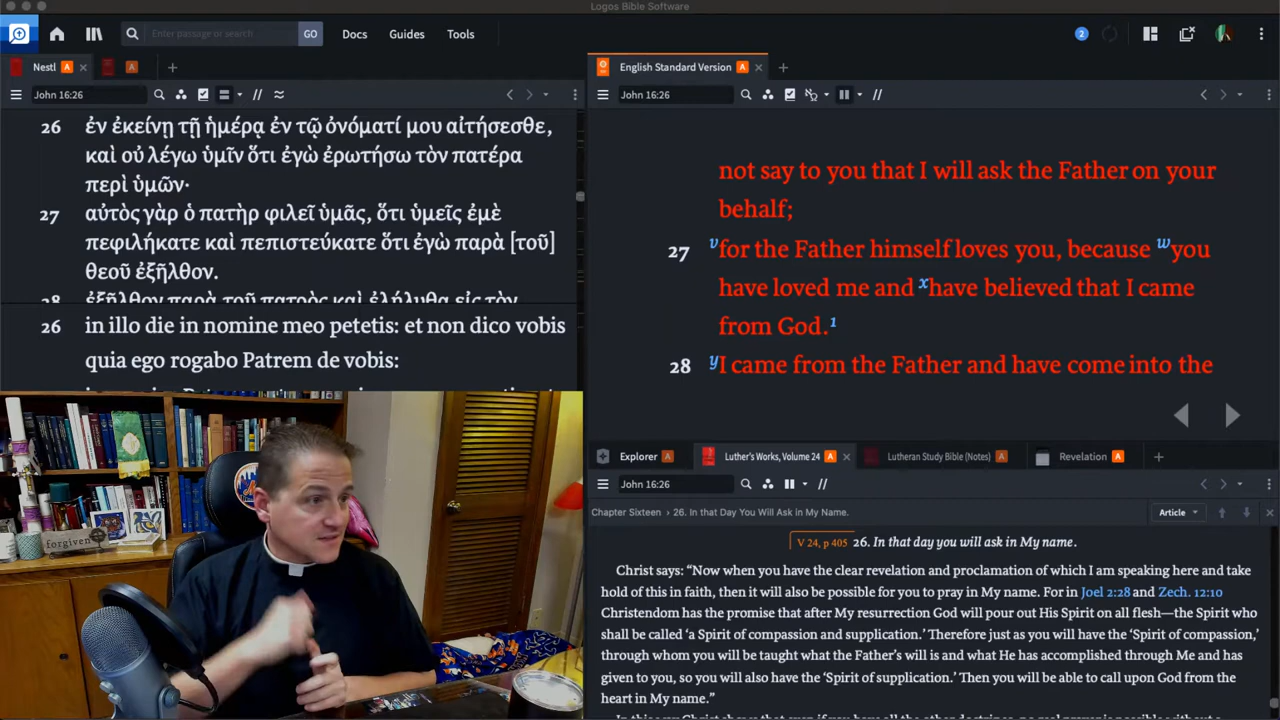 Logos Bible Software
Enter passage or search
GO
Docs
Guides
Tools
2
Nestl
A
A
John 16:26
26 ἐν ἐκείνῃ τῇ ἡμέρᾳ ἐν τῷ ὀνόματί μου αἰτήσεσθε,
καὶ οὐ λέγω ὑμῖν ὅτι ἐγὼ ἐρωτήσω τὸν πατέρα
περὶ ὑμῶν·
27 αὐτὸς γὰρ ὁ πατὴρ φιλεῖ ὑμᾶς, ὅτι ὑμεῖς ἐμὲ
πεφιλήκατε καὶ πεπιστεύκατε ὅτι ἐγὼ παρὰ [τοῦ]
θεοῦ ἐξῆλθον.
28 ἐξῆλθον παρὰ τοῦ πατρὸς καὶ ἐλήλυθα εἰς τὸν
26 in illo die in nomine meo petetis: et non dico vobis
quia ego rogabo Patrem de vobis:
forgiven
English Standard Version
A
John 16:26
not say to you that I will ask the Father on your
behalf;
27 v for the Father himself loves you, because w you
have loved me and x have believed that I came
from God. 1
28 y I came from the Father and have come into the
Explorer
A
Luther's Works, Volume 24
A
Lutheran Study Bible (Notes)
A
Revelation
A
John 16:26
Chapter Sixteen › 26. In that Day You Will Ask in My Name.
Article
V 24, p 405 26. In that day you will ask in My name.
Christ says: “Now when you have the clear revelation and proclamation of which I am speaking here and take
hold of this in faith, then it will also be possible for you to pray in My name. For in Joel 2:28 and Zech. 12:10
Christendom has the promise that after My resurrection God will pour out His Spirit on all flesh—the Spirit who
shall be called ‘a Spirit of compassion and supplication.’ Therefore just as you will have the ‘Spirit of compassion,’
through whom you will be taught what the Father’s will is and what He has accomplished through Me and has
given to you, so you will also have the ‘Spirit of supplication.’ Then you will be able to call upon God from the
heart in My name.”